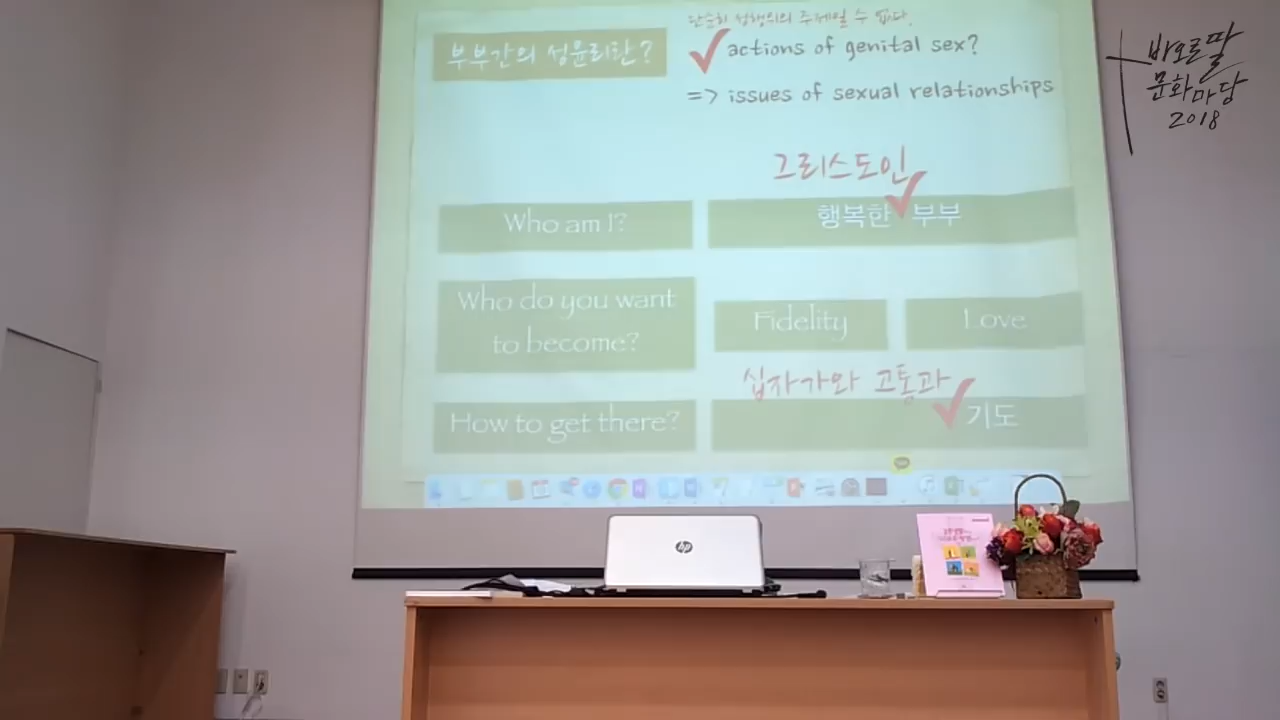 단순히 성행위의 주제일 수 없다.
부부간의 성윤리란?
actions of genital sex?
=> issues of sexual relationships
바오로딸
문화마당
2018
그리스도인
Who am I?
행복한 부부
Who do you want
to become?
Fidelity
Love
십자가와 고통과
How to get there?
기도
hp